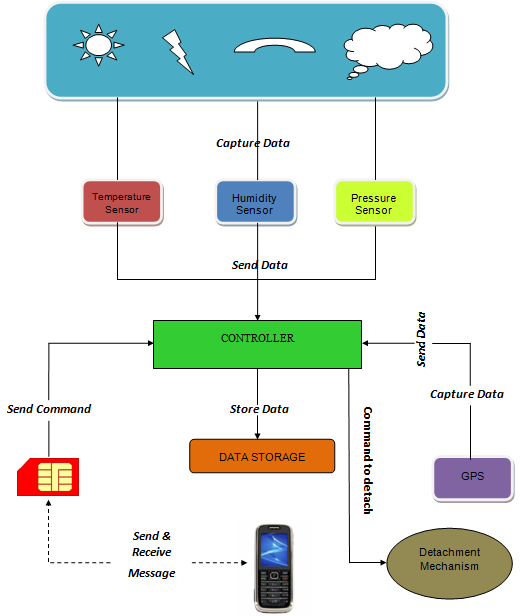 Capture Data
Temperature
Sensor
Humidity
Sensor
Pressure
Sensor
Send Data
CONTROLLER
Send Data
Capture Data
Send Command
Store Data
Command to detach
DATA STORAGE
GPS
Send &
Receive
Message
Detachment
Mechanism